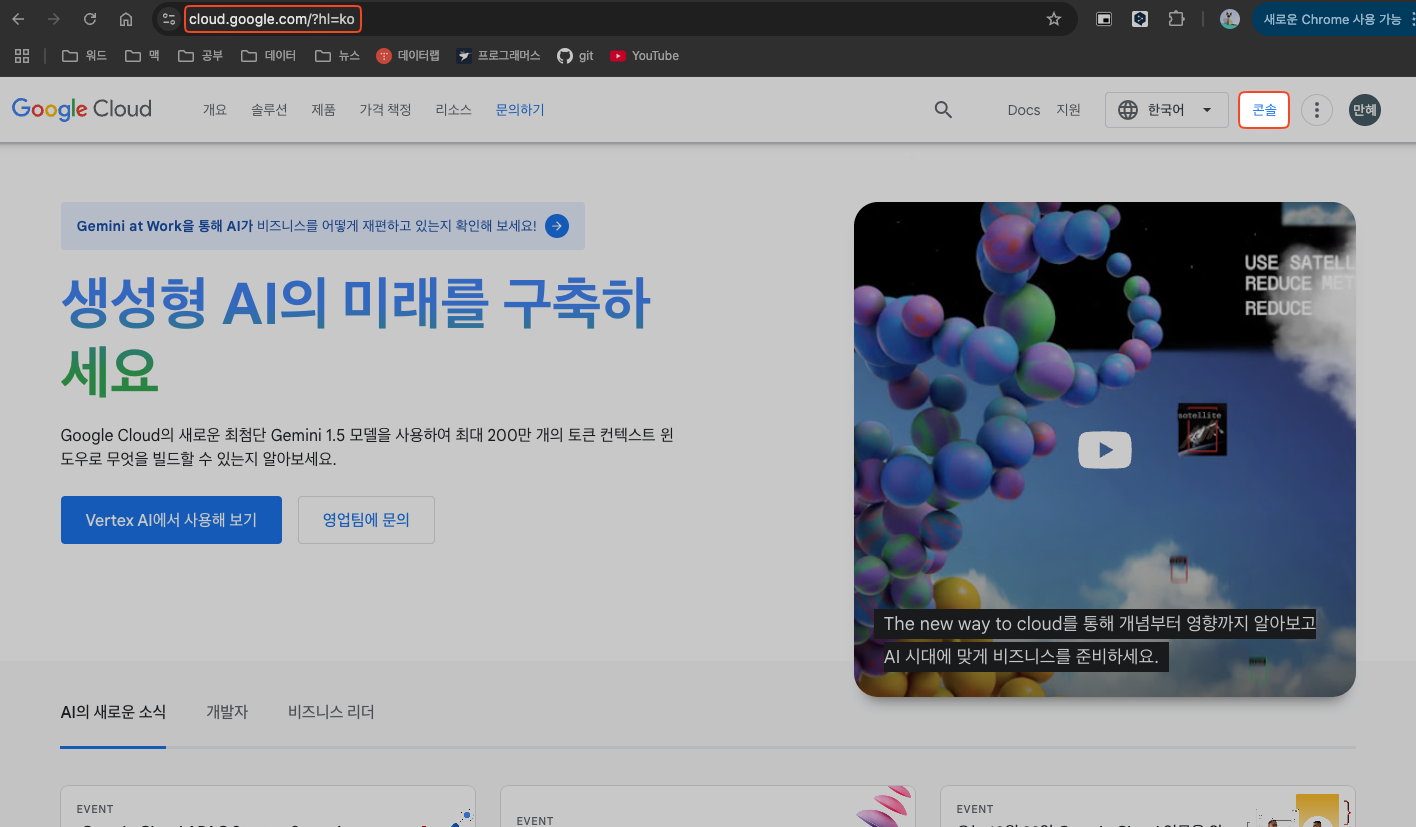 cloud.google.com/?hl=ko
새로운 Chrome 사용 가능
워드 맥 공부 데이터 뉴스 데이터랩 프로그래머스 git YouTube
Google Cloud 개요 솔루션 제품 가격 책정 리소스 문의하기 Docs 지원 한국어 콘솔 만혜
Gemini at Work을 통해 AI가 비즈니스를 어떻게 재편하고 있는지 확인해 보세요!
생성형 AI의 미래를 구축하
세요
Google Cloud의 새로운 최첨단 Gemini 1.5 모델을 사용하여 최대 200만 개의 토큰 컨텍스트 윈
도우로 무엇을 빌드할 수 있는지 알아보세요.
Vertex AI에서 사용해 보기 영업팀에 문의
USE SATELL
REDUCE MET
REDUCE
satellite
The new way to cloud를 통해 개념부터 영향까지 알아보고
AI 시대에 맞게 비즈니스를 준비하세요.
AI의 새로운 소식 개발자 비즈니스 리더
EVENT
EVENT
EVENT